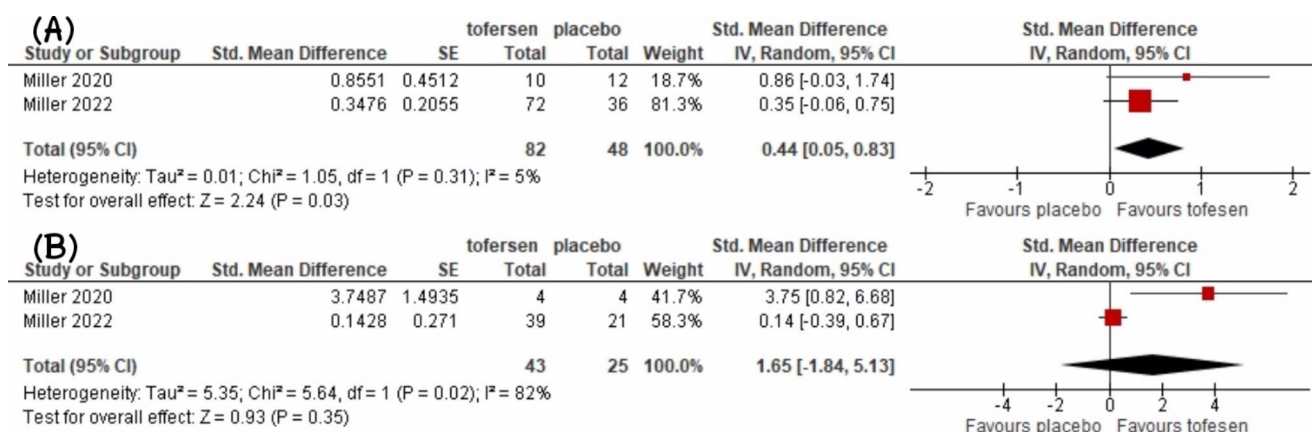 (A)
tofersen placebo Std. Mean Difference Std. Mean Difference
Study or Subgroup Std. Mean Difference SE Total Total Weight IV, Random, 95% CI IV, Random, 95% CI
Miller 2020 0.8551 0.4512 10 12 18.7% 0.86 [-0.03, 1.74]
Miller 2022 0.3476 0.2055 72 36 81.3% 0.35 [-0.06, 0.75]
Total (95% CI) 82 48 100.0% 0.44 [0.05, 0.83]
Heterogeneity: Tau² = 0.01; Chi² = 1.05, df = 1 (P = 0.31); I² = 5%
Test for overall effect: Z = 2.24 (P = 0.03)
-2 -1 0 1 2
Favours placebo Favours tofesen
(B)
tofersen placebo Std. Mean Difference Std. Mean Difference
Study or Subgroup Std. Mean Difference SE Total Total Weight IV, Random, 95% CI IV, Random, 95% CI
Miller 2020 3.7487 1.4935 4 4 41.7% 3.75 [0.82, 6.68]
Miller 2022 0.1428 0.271 39 21 58.3% 0.14 [-0.39, 0.67]
Total (95% CI) 43 25 100.0% 1.65 [-1.84, 5.13]
Heterogeneity: Tau² = 5.35; Chi² = 5.64, df = 1 (P = 0.02); I² = 82%
Test for overall effect: Z = 0.93 (P = 0.35)
-4 -2 0 2 4
Favours placebo Favours tofesen